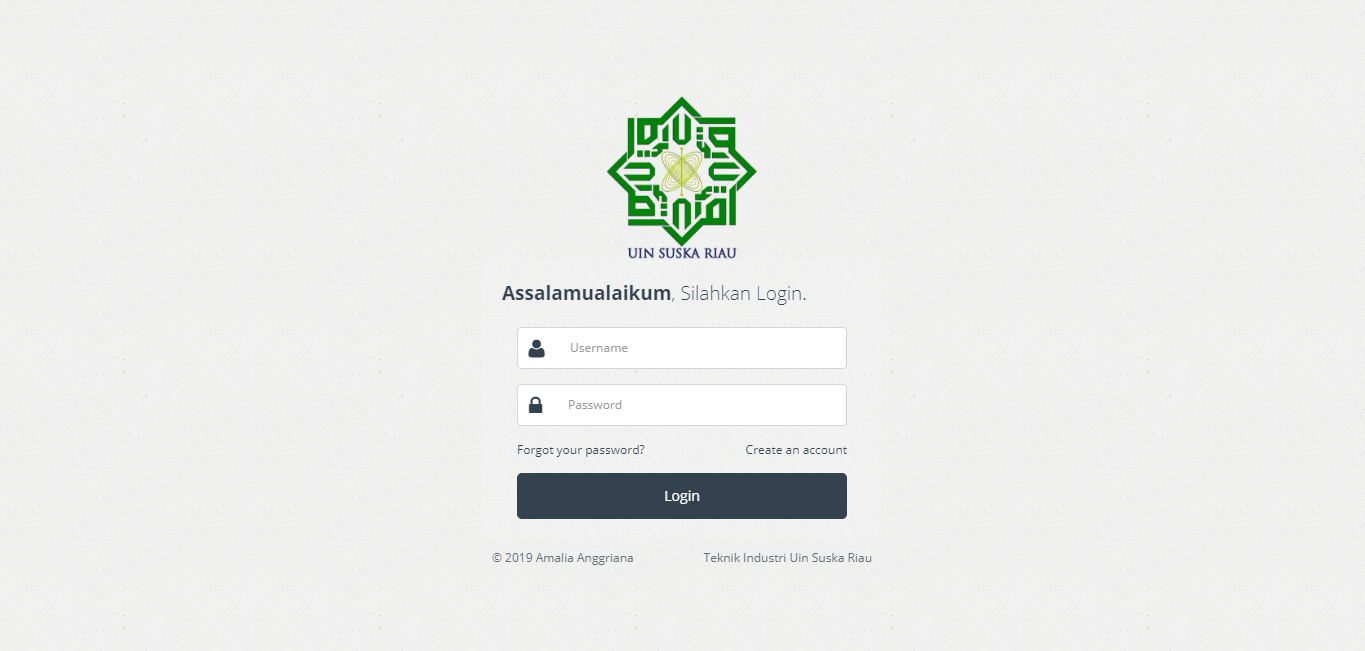 UIN SUSKA RIAU
Assalamualaikum, Silahkan Login.
Username
Password
Forgot your password? Create an account
Login
© 2019 Amalia Anggriana Teknik Industri Uin Suska Riau